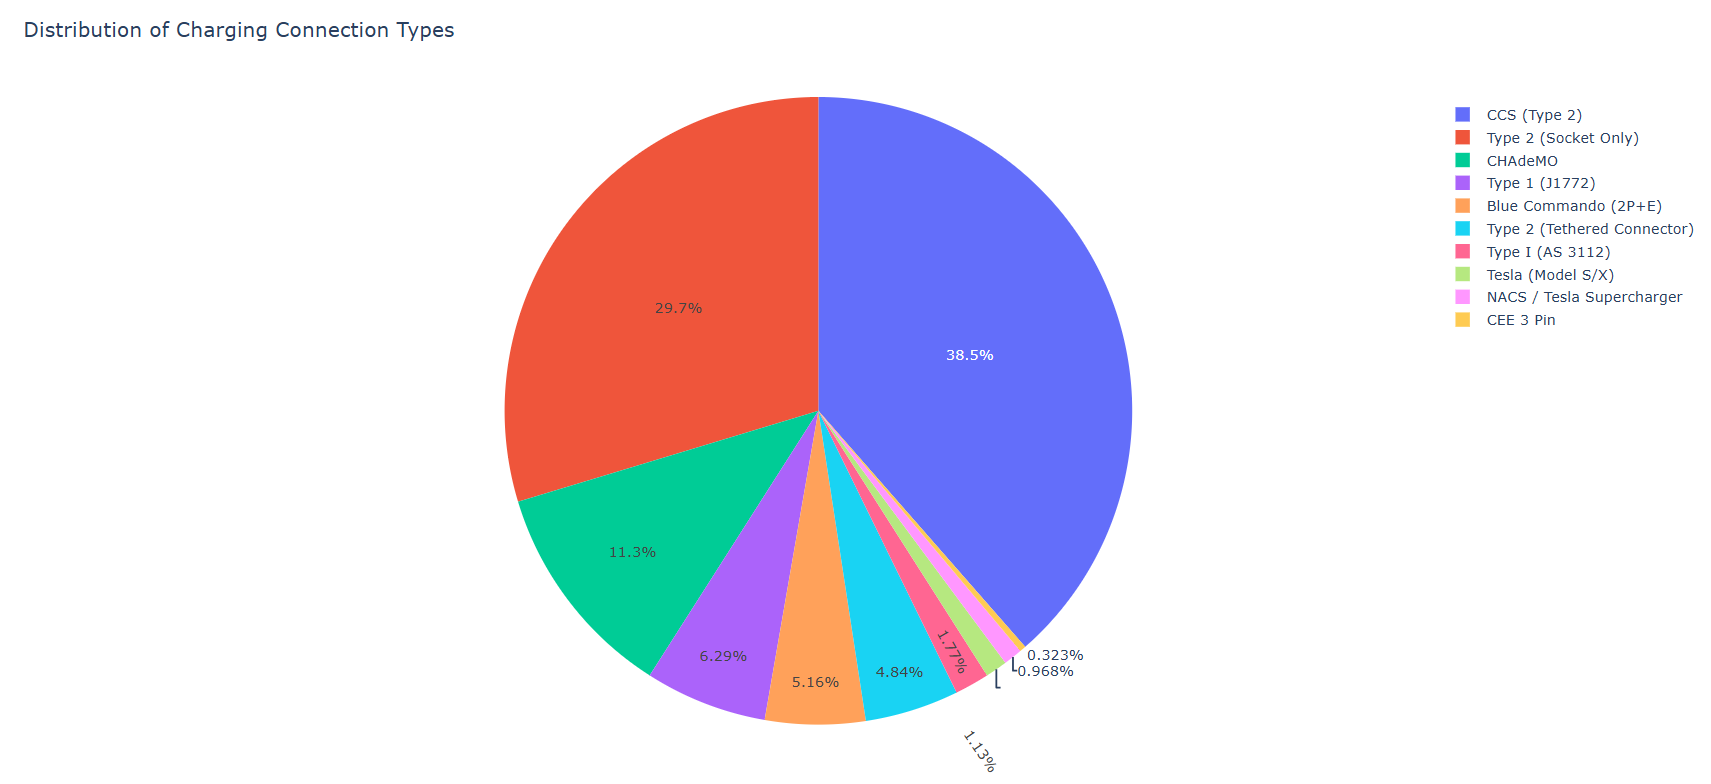 Distribution of Charging Connection Types
CCS (Type 2)
Type 2 (Socket Only)
CHAdeMO
Type 1 (J1772)
Blue Commando (2P+E)
Type 2 (Tethered Connector)
Type I (AS 3112)
Tesla (Model S/X)
NACS / Tesla Supercharger
CEE 3 Pin
29.7%
38.5%
11.3%
6.29%
5.16%
4.84%
1.77%
0.323%
0.968%
1.13%